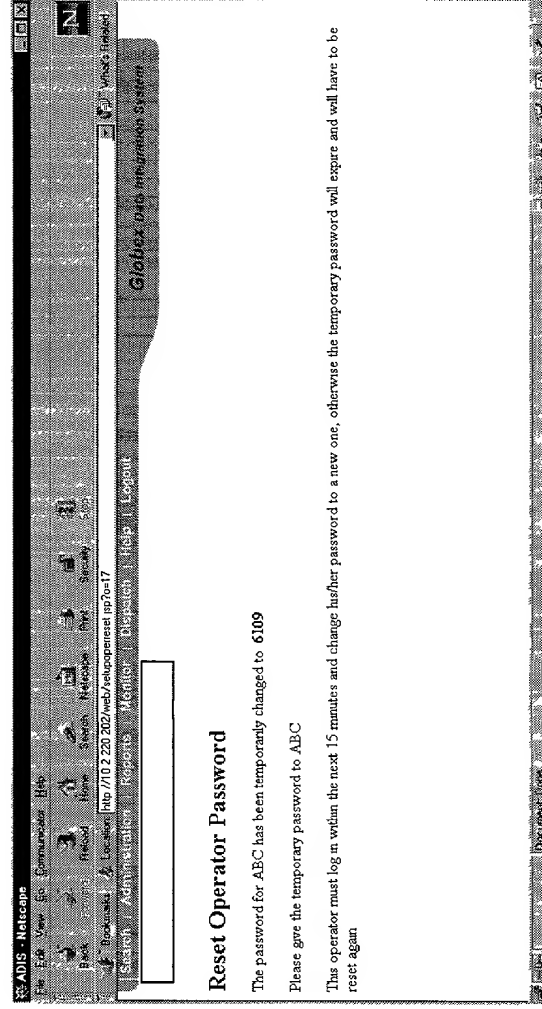 ADIS - Netscape
File Edit View Go Communicator Help
Back Forward Reload Home Search Netscape Print Security Stop
Bookmarks Location http //10 2 220 202/web/setupoperreset jsp?o=17 What's Related
Search | Administration | Reports | Monitor | Dispatch | Help | Logout
Globex Data Integration System
Reset Operator Password
The password for ABC has been temporarily changed to 6109
Please give the temporary password to ABC
This operator must log in within the next 15 minutes and change his/her password to a new one, otherwise the temporary password will expire and will have to be
reset again
Document Done